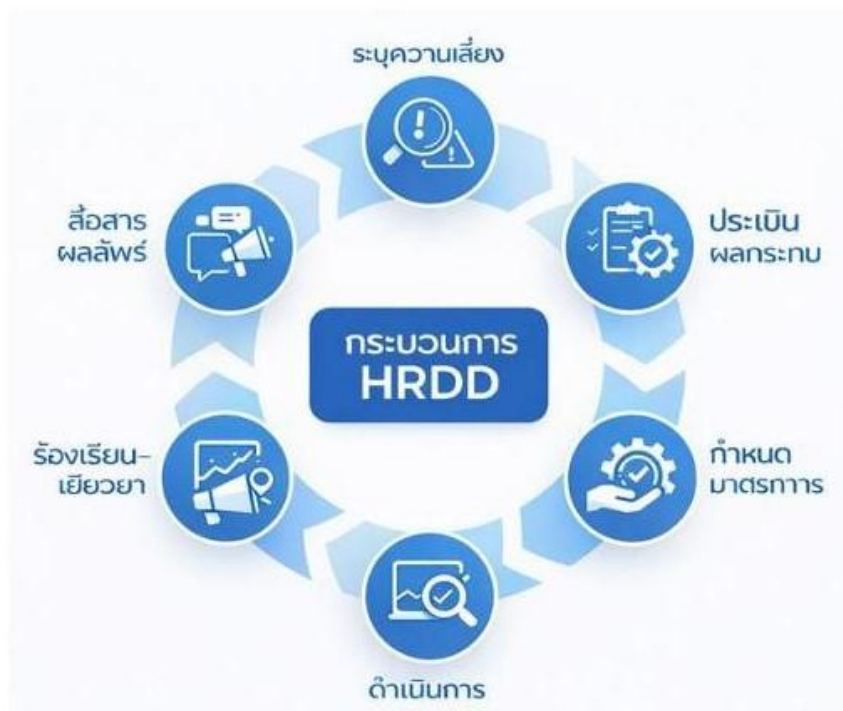 ระบุความเสี่ยง
ประเบิน
ผลกระทบ
กำหนด
มาตรกาาร
ด๊าเนินการ
ร้องเรียน-
เยียวยา
สื่อสาร
ผลลัพร์
กระบวนการ
HRDD